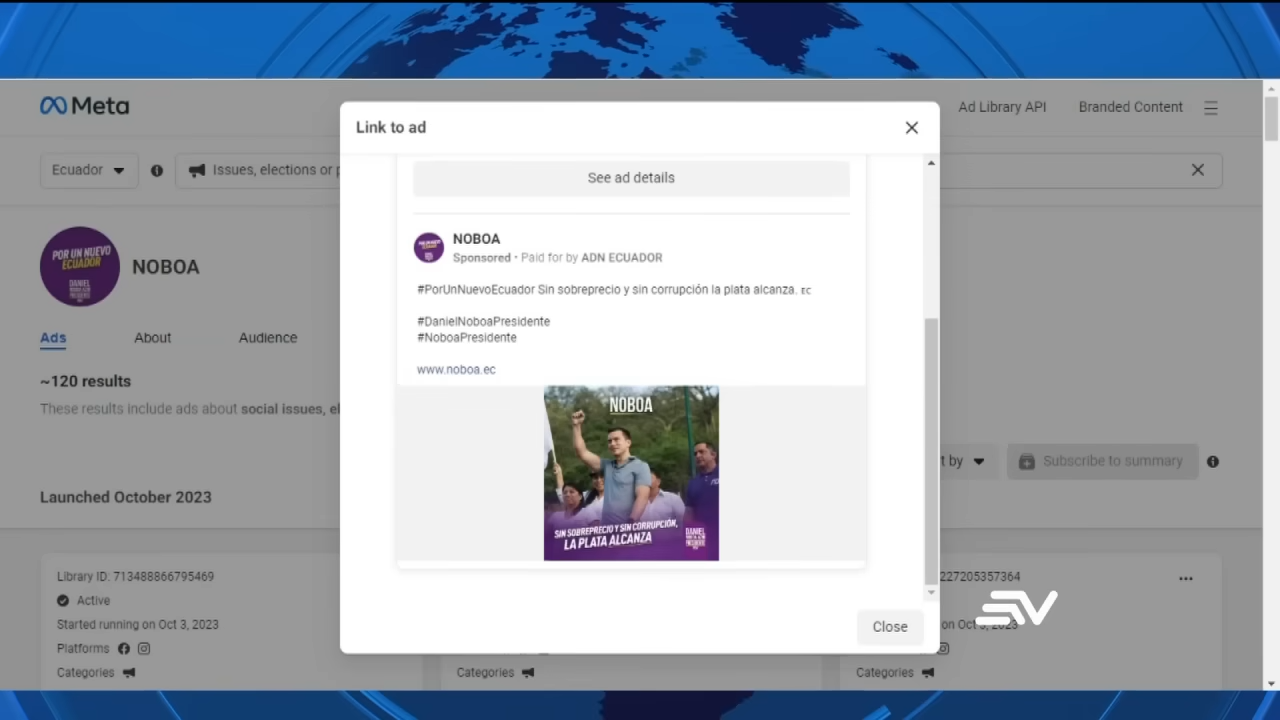 Meta
Ad Library API
Branded Content
Link to ad
Ecuador
Issues, elections or p
See ad details
POR UN NUEVO
ECUADOR
DANIEL
NOBOA
NOBOA
Sponsored • Paid for by ADN ECUADOR
#PorUnNuevoEcuador Sin sobreprecio y sin corrupción la plata alcanza. EC
#DanielNoboaPresidente
#NoboaPresidente
www.noboa.ec
Ads
About
Audience
~120 results
These results include ads about social issues, el
NOBOA
SIN SOBREPRECIO Y SIN CORRUPCIÓN,
LA PLATA ALCANZA
DANIEL
PRESIDENTE
t by
Subscribe to summary
Launched October 2023
Library ID: 713488866795469
Active
Started running on Oct 3, 2023
Platforms
Categories
Categories
227205357364
on Oct 3, 2023
Categories
EV
Close